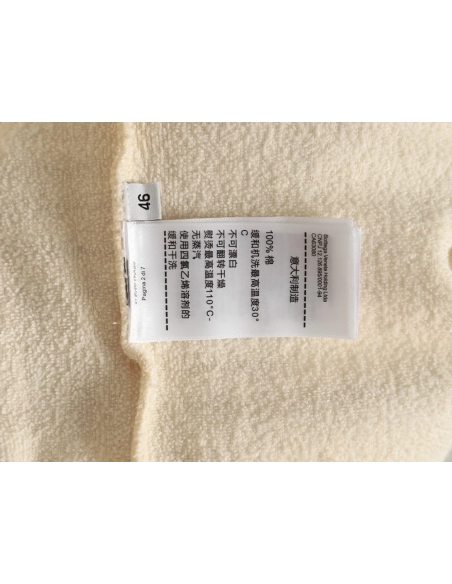 46
Bottega Veneta Holding Ltda
CNPJ 12.135.895/0001-94
CA63080
------------------
意大利制造
------------------
100% 棉
缓和机洗最高温度30°
C
不可漂白
不可翻转干燥
熨烫最高温度110°C-
无蒸汽
使用四氯乙烯溶剂的
缓和干洗
------------------
Pagina 2 di 7